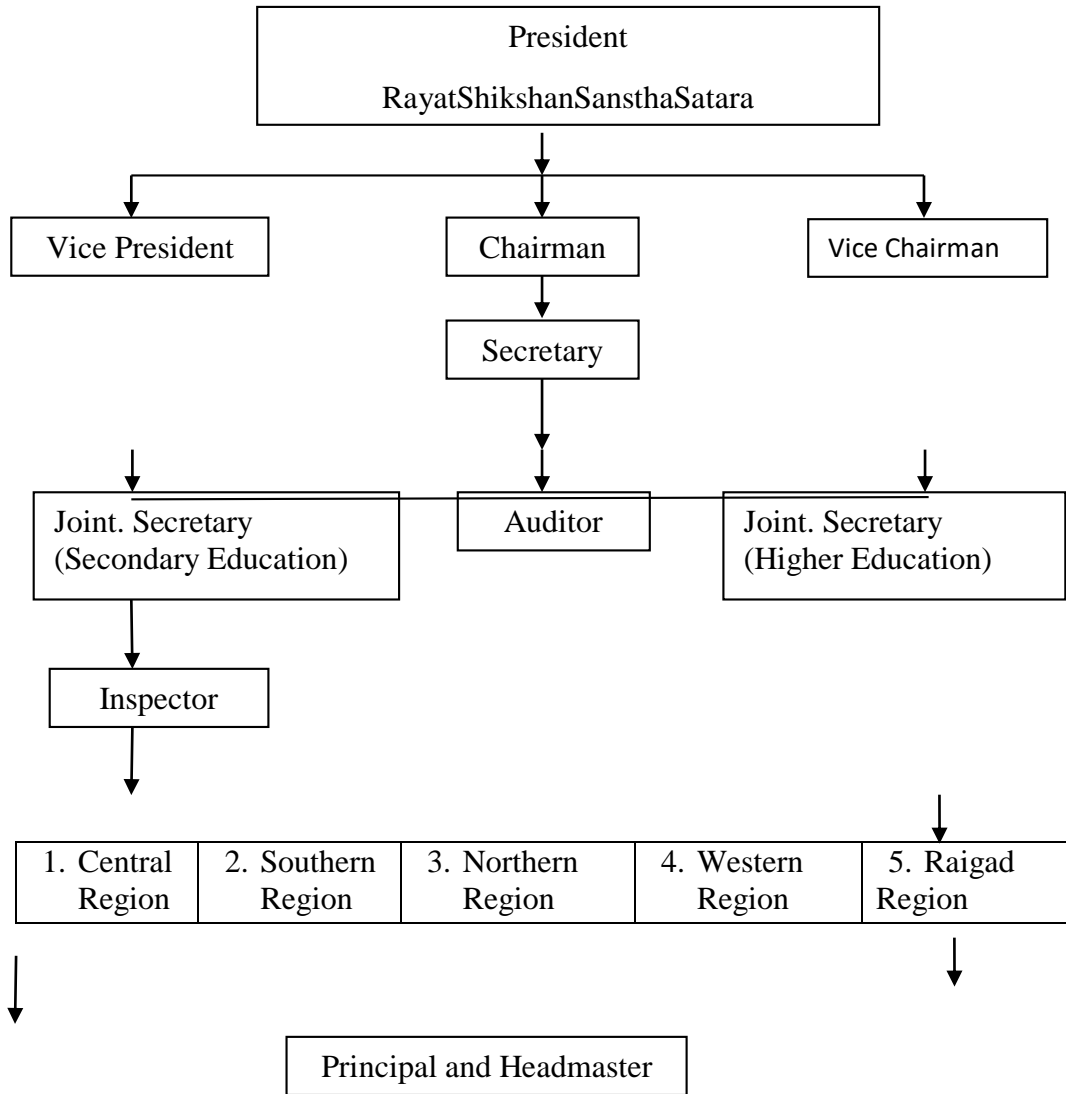 President
RayatShikshanSansthaSatara
Vice President
Chairman
Vice Chairman
Secretary
Joint. Secretary
(Secondary Education)
Auditor
Joint. Secretary
(Higher Education)
Inspector
1. Central
Region
2. Southern
Region
3. Northern
Region
4. Western
Region
5. Raigad
Region
Principal and Headmaster